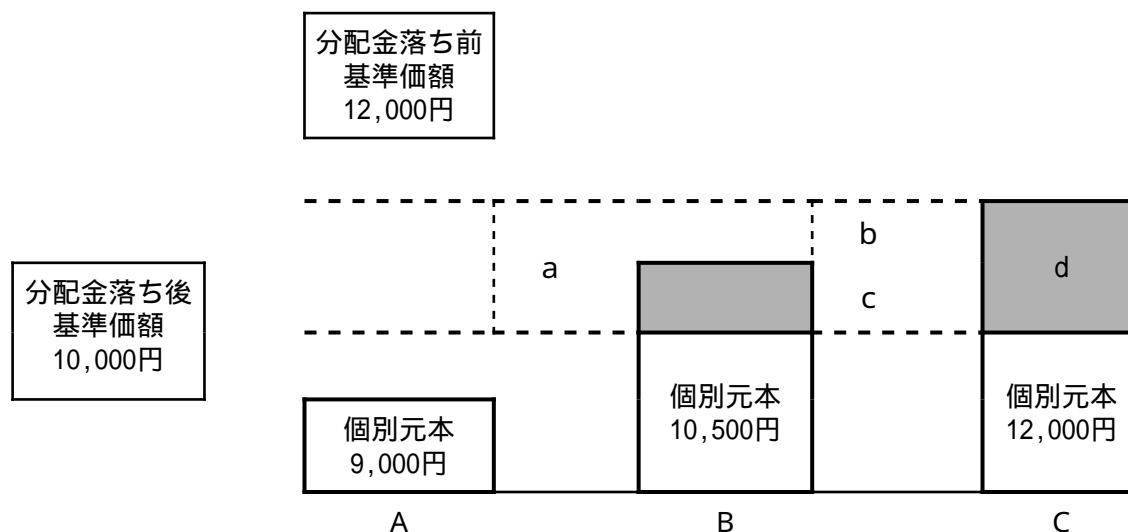 分配金落ち前
基準価額
12,000円
b
a
d
c
分配金落ち後
基準価額
10,000円
個別元本
9,000円
個別元本
10,500円
個別元本
12,000円
A
B
C